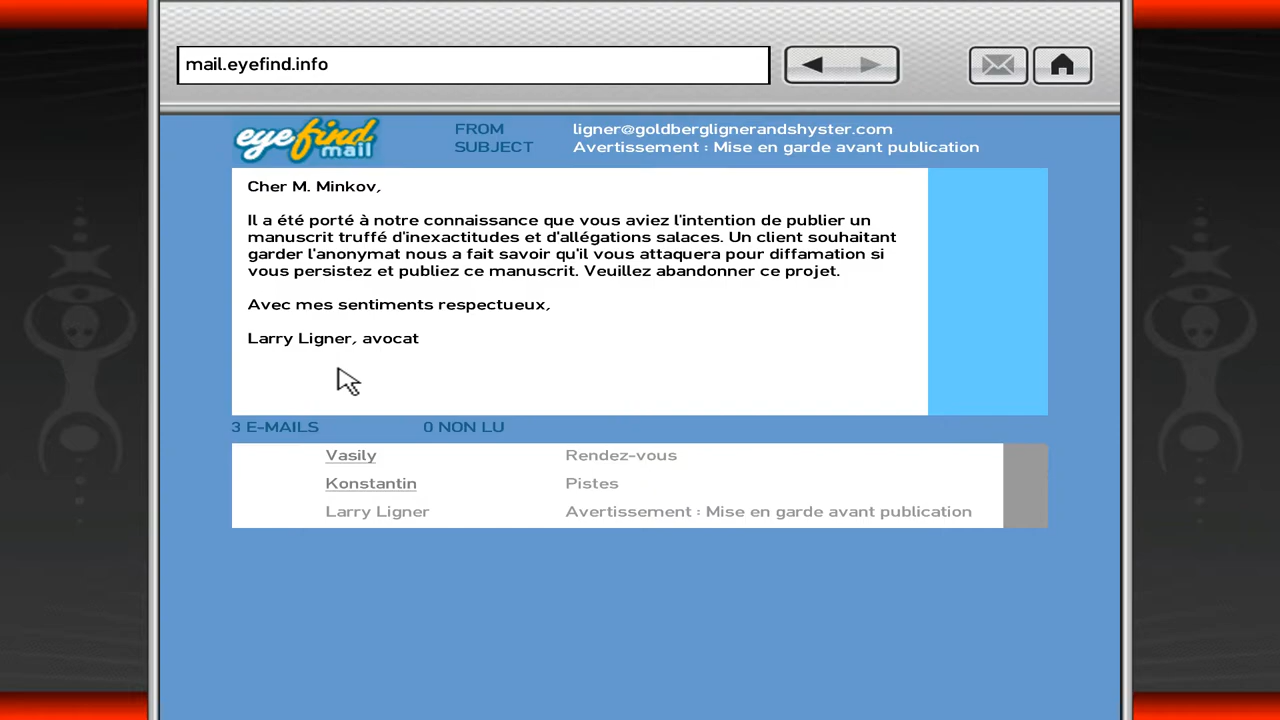 mail.eyefind.info
eyefind mail
FROM ligner@goldberglignerandshyster.com
SUBJECT Avertissement : Mise en garde avant publication
Cher M. Minkov,
Il a été porté à notre connaissance que vous aviez l'intention de publier un
manuscrit truffé d'inexactitudes et d'allégations salaces. Un client souhaitant
garder l'anonymat nous a fait savoir qu'il vous attaquera pour diffamation si
vous persistez et publiez ce manuscrit. Veuillez abandonner ce projet.
Avec mes sentiments respectueux,
Larry Ligner, avocat
3 E-MAILS 0 NON LU
Vasily Rendez-vous
Konstantin Pistes
Larry Ligner Avertissement : Mise en garde avant publication